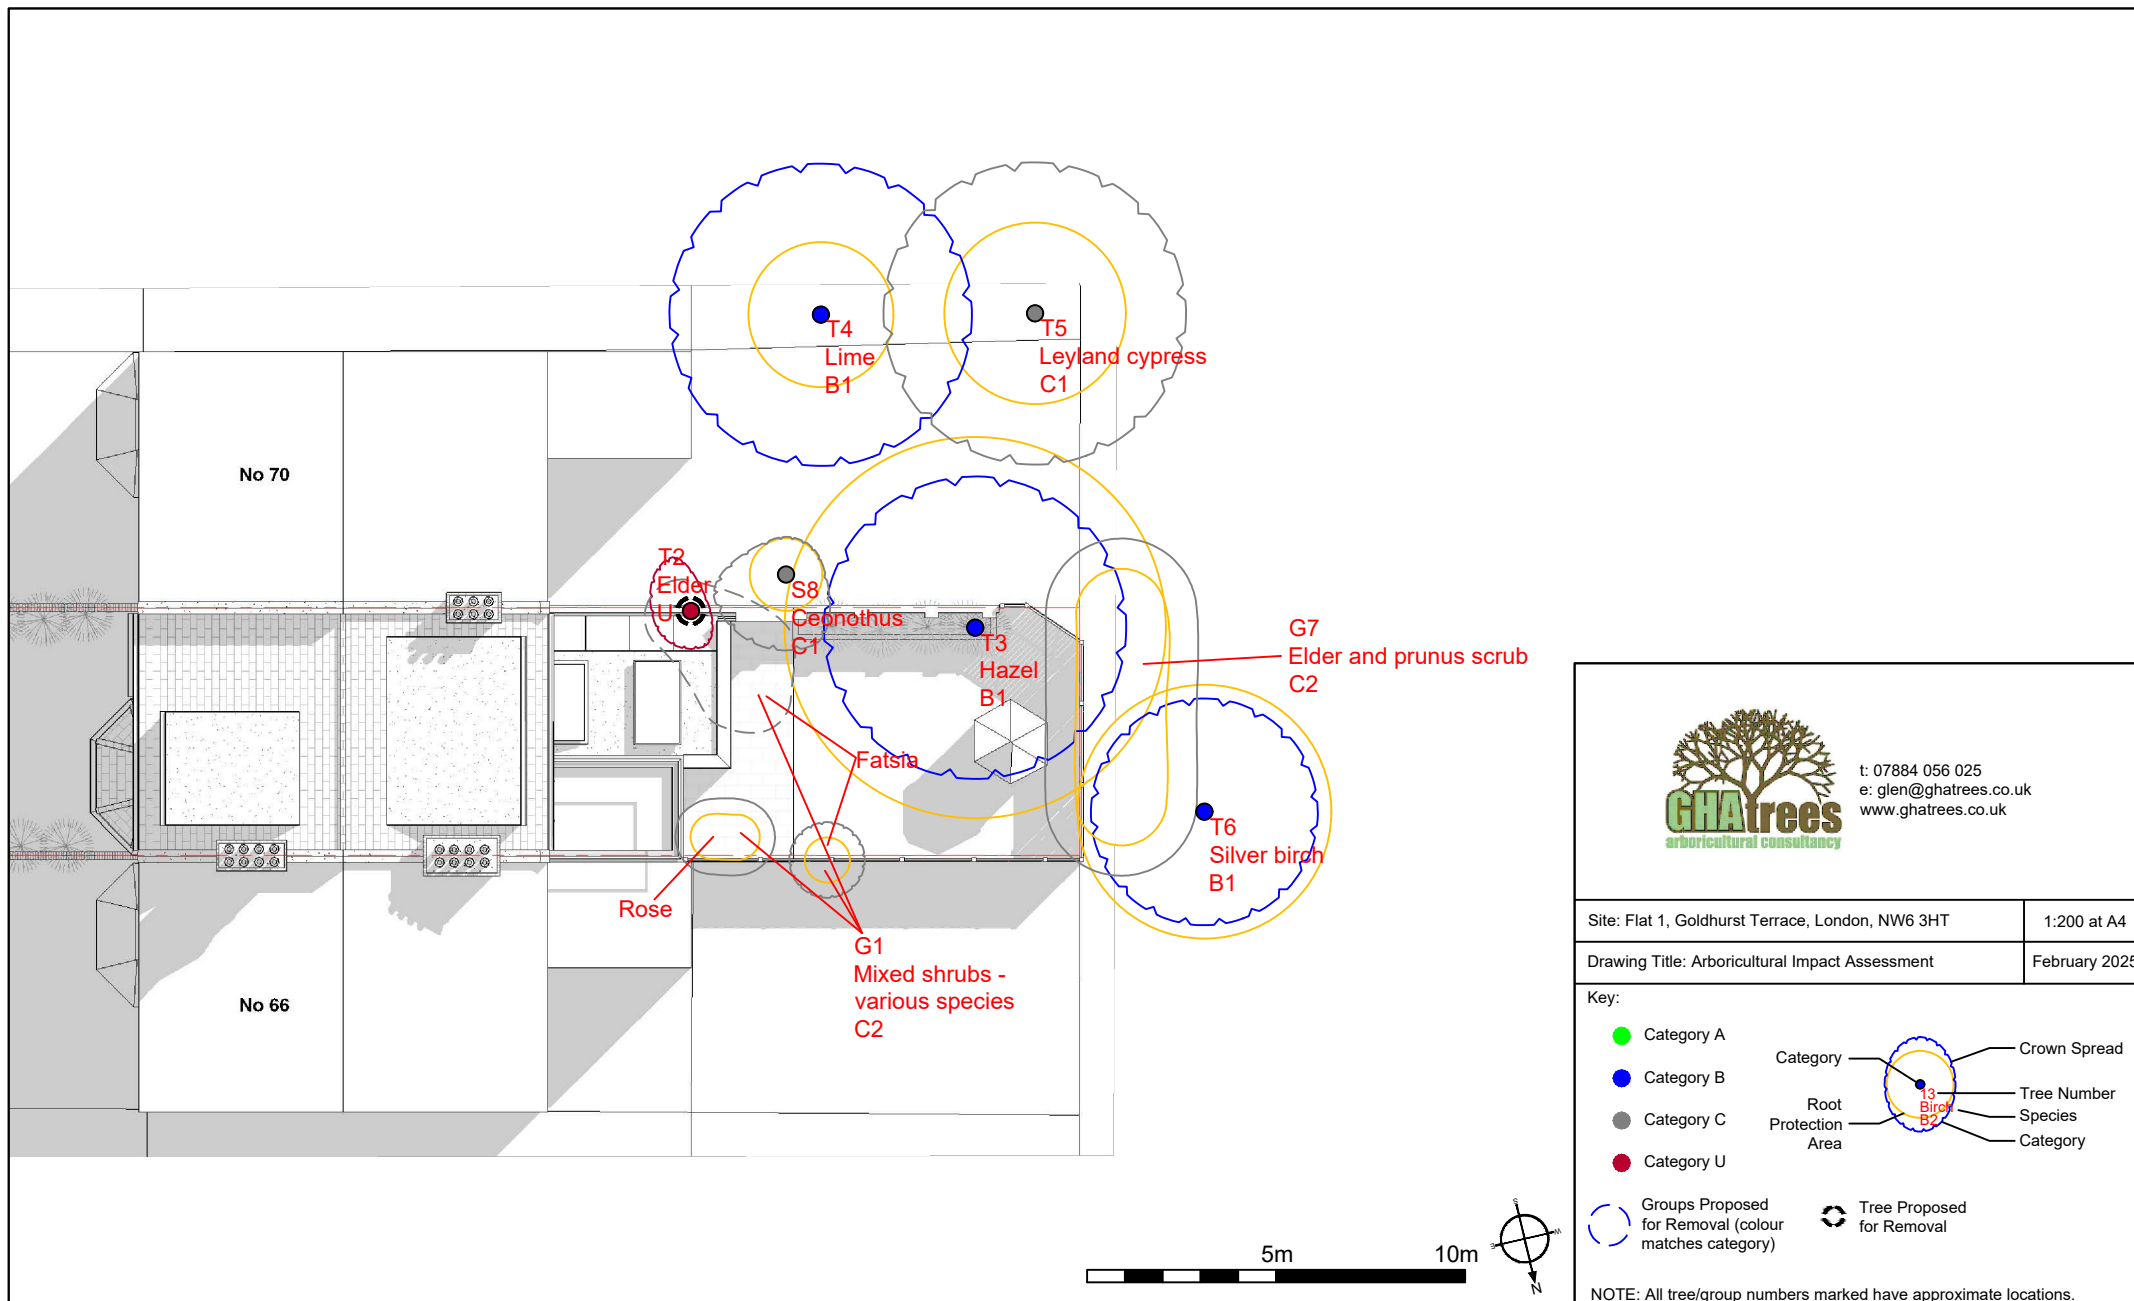 T4
Lime
B1
T5
Leyland cypress
C1
No 70
T2
Elder
U
S8
Ceonothus
C1
T3
Hazel
B1
G7
Elder and prunus scrub
C2
Fatsia
T6
Silver birch
B1
Rose
G1
Mixed shrubs -
various species
C2
No 66
5m
10m
S
W
E
N
GHAtrees
arboricultural consultancy
t: 07884 056 025
e: glen@ghatrees.co.uk
www.ghatrees.co.uk
Site: Flat 1, Goldhurst Terrace, London, NW6 3HT
1:200 at A4
Drawing Title: Arboricultural Impact Assessment
February 2025
Key:
Category A
Category B
Category C
Category U
Category
Root
Protection
Area
13
Birch
B2
Crown Spread
Tree Number
Species
Category
Groups Proposed
for Removal (colour
matches category)
Tree Proposed
for Removal
NOTE: All tree/group numbers marked have approximate locations.